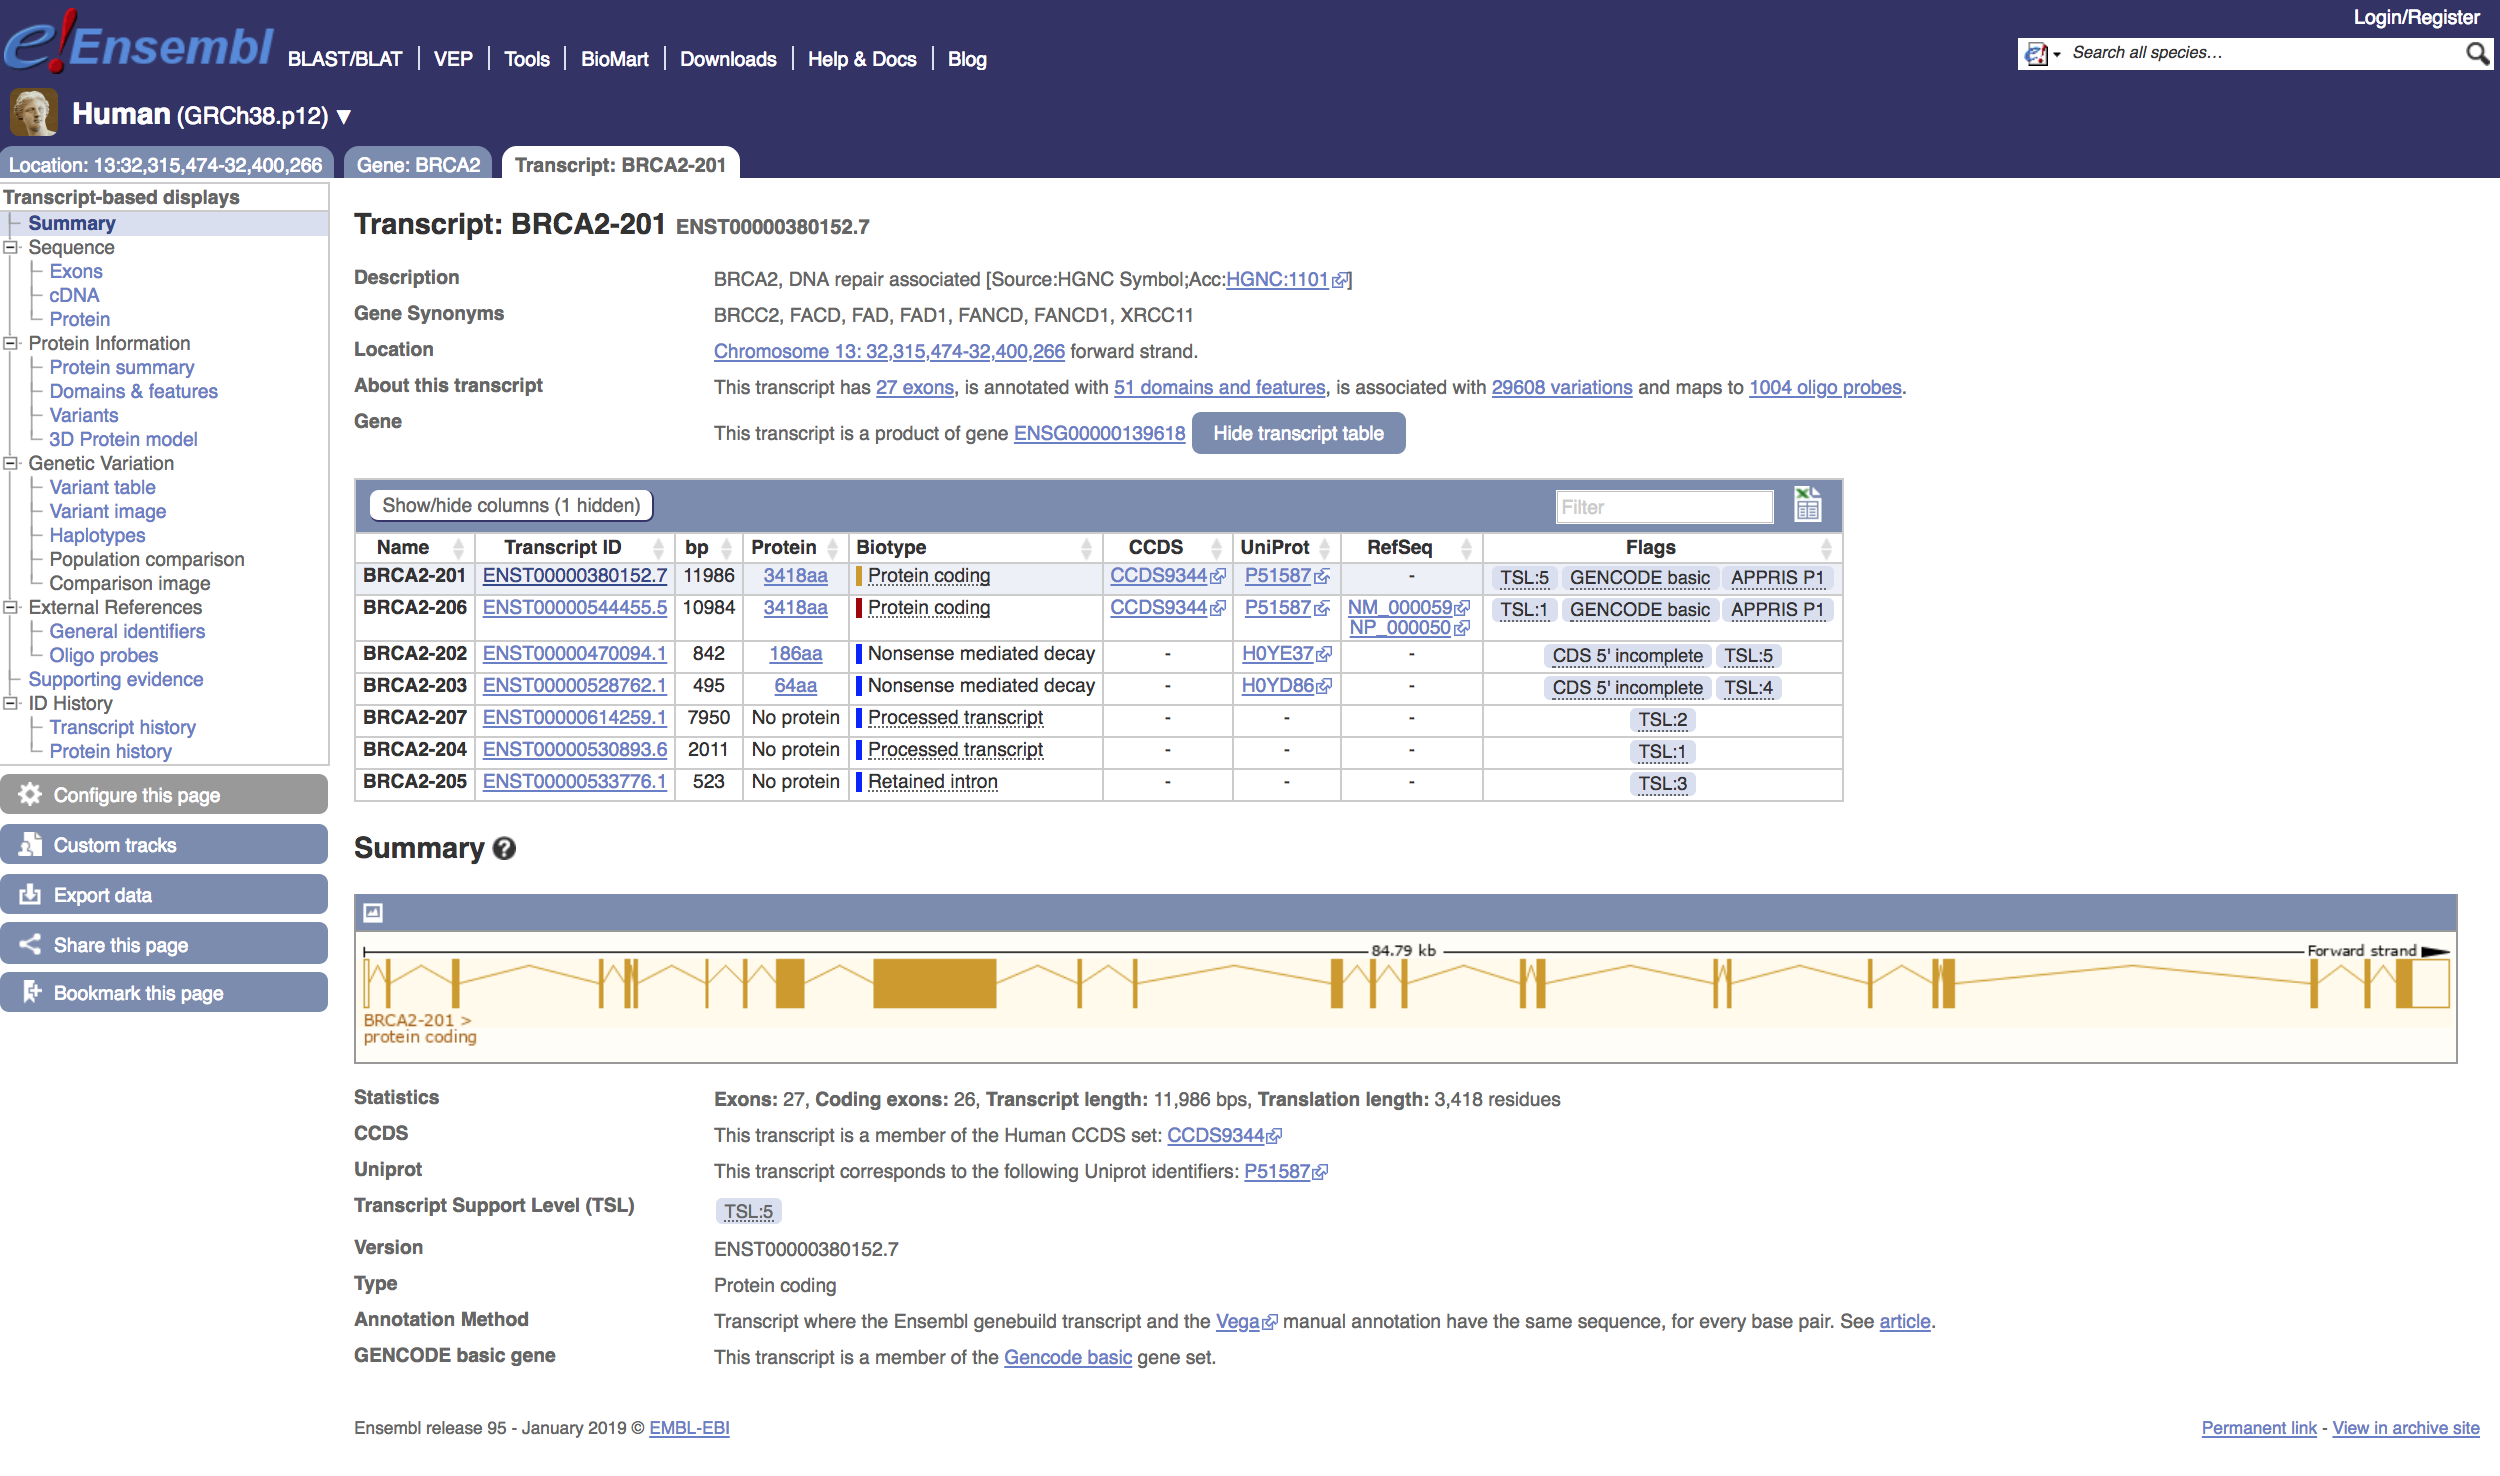 Login/Register
e!Ensembl BLAST/BLAT VEP Tools BioMart Downloads Help & Docs Blog
Search all species...
Human (GRCh38.p12) ▼
Location: 13:32,315,474-32,400,266 Gene: BRCA2 Transcript: BRCA2-201
Transcript-based displays
Summary
Sequence
Exons
cDNA
Protein
Protein Information
Protein summary
Domains & features
Variants
3D Protein model
Genetic Variation
Variant table
Variant image
Haplotypes
Population comparison
Comparison image
External References
General identifiers
Oligo probes
Supporting evidence
ID History
Transcript history
Protein history
Configure this page
Custom tracks
Export data
Share this page
Bookmark this page
Transcript: BRCA2-201 ENST00000380152.7
Description BRCA2, DNA repair associated [Source:HGNC Symbol;Acc:HGNC:1101]
Gene Synonyms BRCC2, FACD, FAD, FAD1, FANCD, FANCD1, XRCC11
Location Chromosome 13: 32,315,474-32,400,266 forward strand.
About this transcript This transcript has 27 exons, is annotated with 51 domains and features, is associated with 29608 variations and maps to 1004 oligo probes.
Gene This transcript is a product of gene ENSG00000139618 Hide transcript table
Show/hide columns (1 hidden) Filter
Name Transcript ID bp Protein Biotype CCDS UniProt RefSeq Flags
BRCA2-201 ENST00000380152.7 11986 3418aa Protein coding CCDS9344 P51587 - TSL:5 GENCODE basic APPRIS P1
BRCA2-206 ENST00000544455.5 10984 3418aa Protein coding CCDS9344 P51587 NM_000059 TSL:1 GENCODE basic APPRIS P1
NP_000050
BRCA2-202 ENST00000470094.1 842 186aa Nonsense mediated decay - H0YE37 - CDS 5' incomplete TSL:5
BRCA2-203 ENST00000528762.1 495 64aa Nonsense mediated decay - H0YD86 - CDS 5' incomplete TSL:4
BRCA2-207 ENST00000614259.1 7950 No protein Processed transcript - - - TSL:2
BRCA2-204 ENST00000530893.6 2011 No protein Processed transcript - - - TSL:1
BRCA2-205 ENST00000533776.1 523 No protein Retained intron - - - TSL:3
Summary ?
84.79 kb Forward strand
BRCA2-201 >
protein coding
Statistics Exons: 27, Coding exons: 26, Transcript length: 11,986 bps, Translation length: 3,418 residues
CCDS This transcript is a member of the Human CCDS set: CCDS9344
Uniprot This transcript corresponds to the following Uniprot identifiers: P51587
Transcript Support Level (TSL) TSL:5
Version ENST00000380152.7
Type Protein coding
Annotation Method Transcript where the Ensembl genebuild transcript and the Vega manual annotation have the same sequence, for every base pair. See article.
GENCODE basic gene This transcript is a member of the Gencode basic gene set.
Ensembl release 95 - January 2019 © EMBL-EBI Permanent link - View in archive site